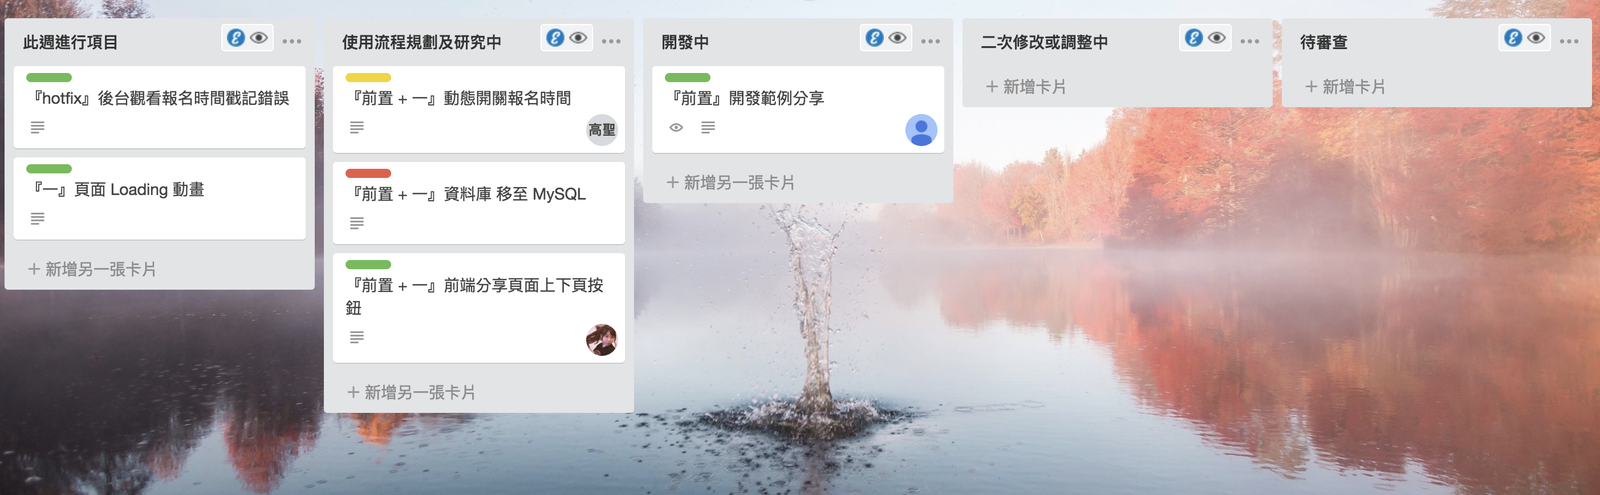 此週進行項目
『hotfix』後台觀看報名時間戳記錯誤
『一』頁面 Loading 動畫
+ 新增另一張卡片
使用流程規劃及研究中
『前置 + 一』動態開關報名時間
高聖
『前置 + 一』資料庫 移至 MySQL
『前置 + 一』前端分享頁面上下頁按
鈕
+ 新增另一張卡片
開發中
『前置』開發範例分享
+ 新增另一張卡片
二次修改或調整中
+ 新增卡片
待審查
+ 新增卡片